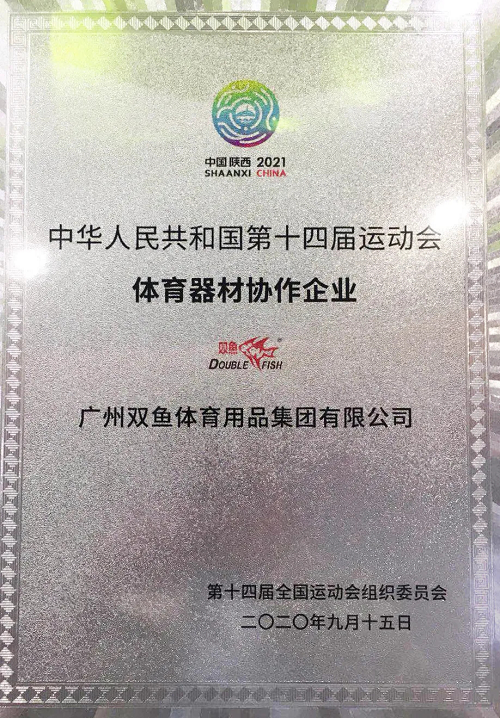 中国陕西 2021
SHAANXI CHINA
中华人民共和国第十四届运动会
体育器材协作企业
双鱼®
DOUBLE FISH
广州双鱼体育用品集团有限公司
第十四届全国运动会组织委员会
二〇二〇年九月十五日